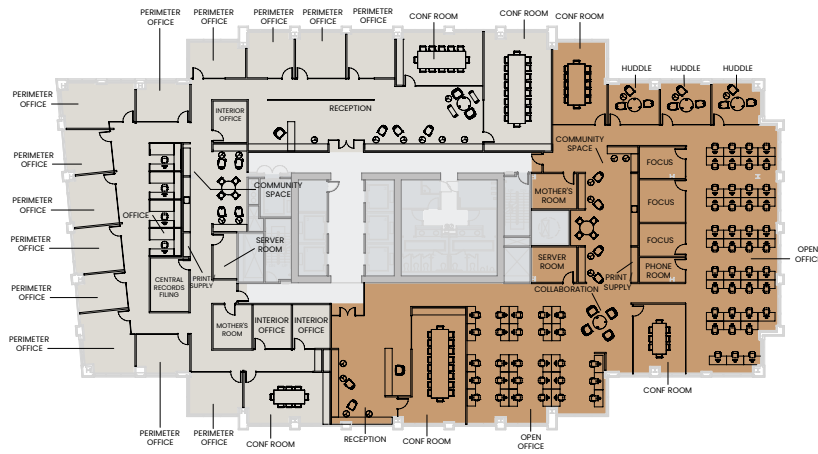 PERIMETER
OFFICE
PERIMETER
OFFICE
PERIMETER
OFFICE
PERIMETER
OFFICE
PERIMETER
OFFICE
CONF ROOM
CONF ROOM
CONF ROOM
HUDDLE
HUDDLE
HUDDLE
PERIMETER
OFFICE
INTERIOR
OFFICE
RECEPTION
PERIMETER
OFFICE
COMMUNITY
SPACE
FOCUS
COMMUNITY
SPACE
MOTHER'S
ROOM
FOCUS
PERIMETER
OFFICE
OFFICE
PERIMETER
OFFICE
SERVER
ROOM
FOCUS
OPEN
OFFIC
SERVER
ROOM
PHONE
ROOM
PRINT
SUPPLY
PRINT
SUPPLY
CENTRAL
RECORDS
FILING
COLLABORATION
PERIMETER
OFFICE
MOTHER'S
ROOM
INTERIOR
OFFICE
INTERIOR
OFFICE
PERIMETER
OFFICE
CONF ROOM
PERIMETER
OFFICE
PERIMETER
OFFICE
CONF ROOM
RECEPTION
CONF ROOM
OPEN
OFFICE